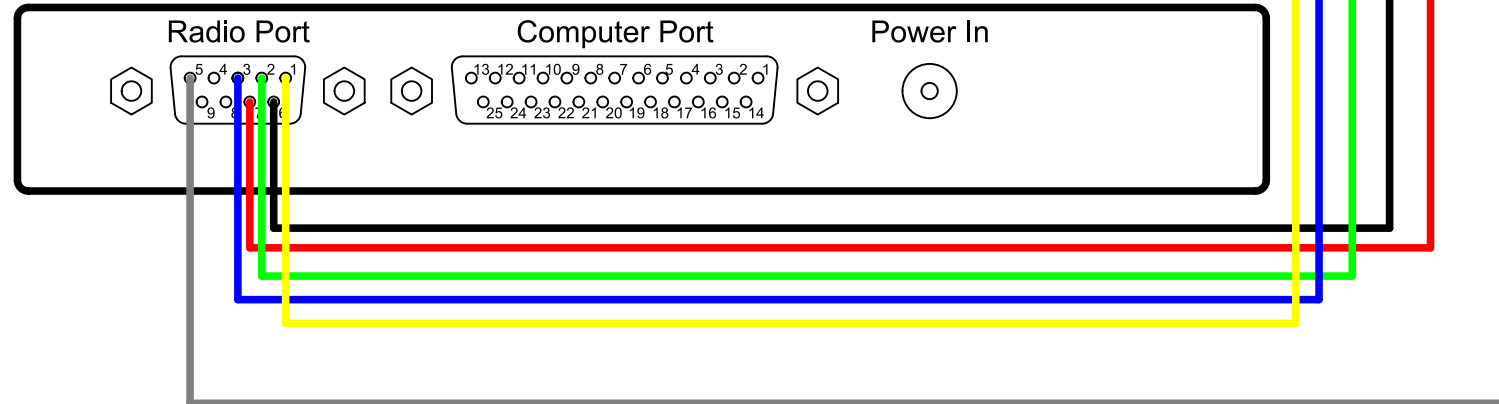 Radio Port
Computer Port
Power In
5 4 3 2 1
9 8 7 6
13 12 11 10 9 8 7 6 5 4 3 2 1
25 24 23 22 21 20 19 18 17 16 15 14